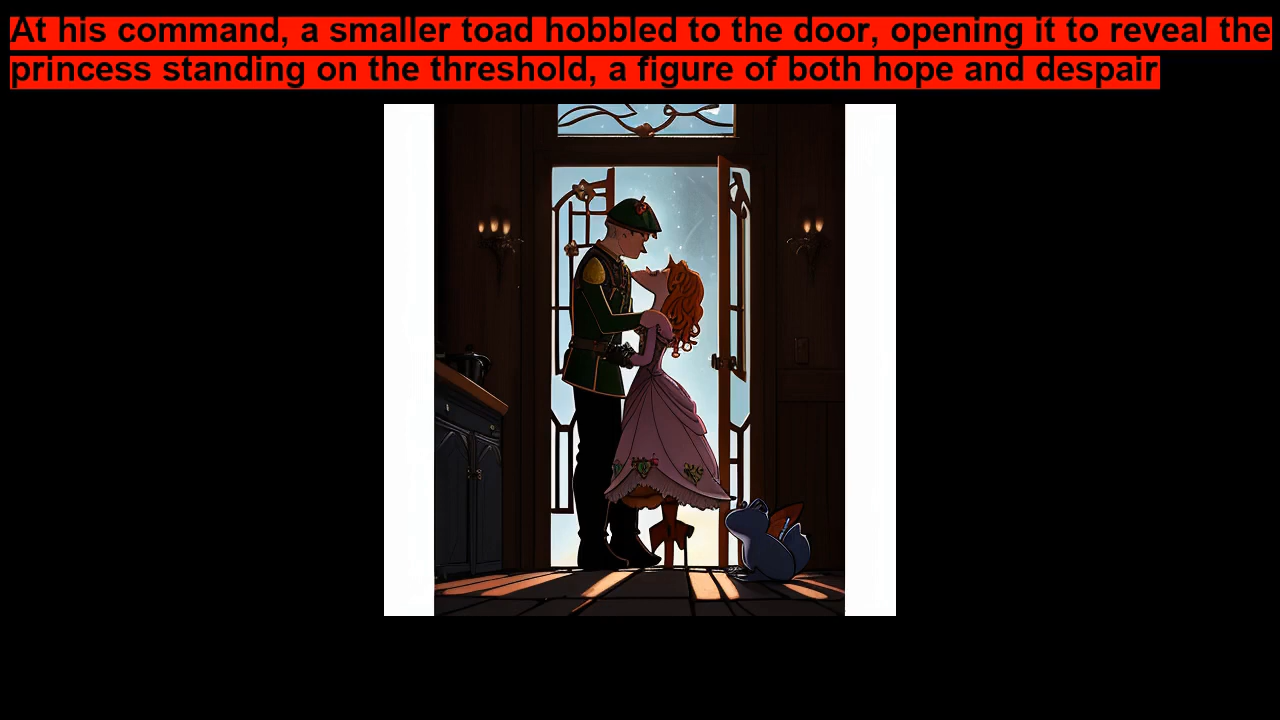 At his command, a smaller toad hobbled to the door, opening it to reveal the
princess standing on the threshold, a figure of both hope and despair